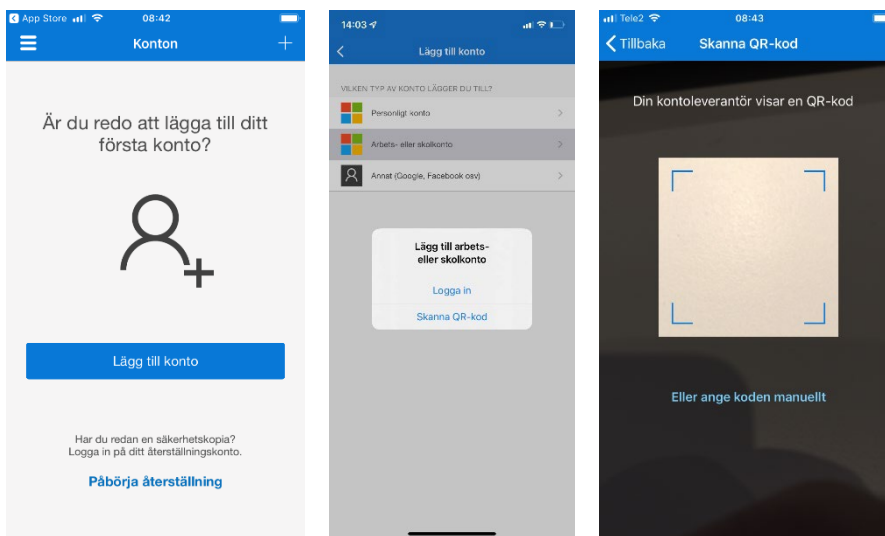 App Store 08:42
Konton
Är du redo att lägga till ditt
första konto?
Lägg till konto
Har du redan en säkerhetskopia?
Logga in på ditt återställningskonto.
Påbörja återställning
14:03
Lägg till konto
VILKEN TYP AV KONTO LÄGGER DU TILL?
Personligt konto
Arbets- eller skolkonto
Annat (Google, Facebook osv)
Lägg till arbets-
eller skolkonto
Logga in
Skanna QR-kod
Tele2 08:43
Tillbaka Skanna QR-kod
Din kontoleverantör visar en QR-kod
Eller ange koden manuellt